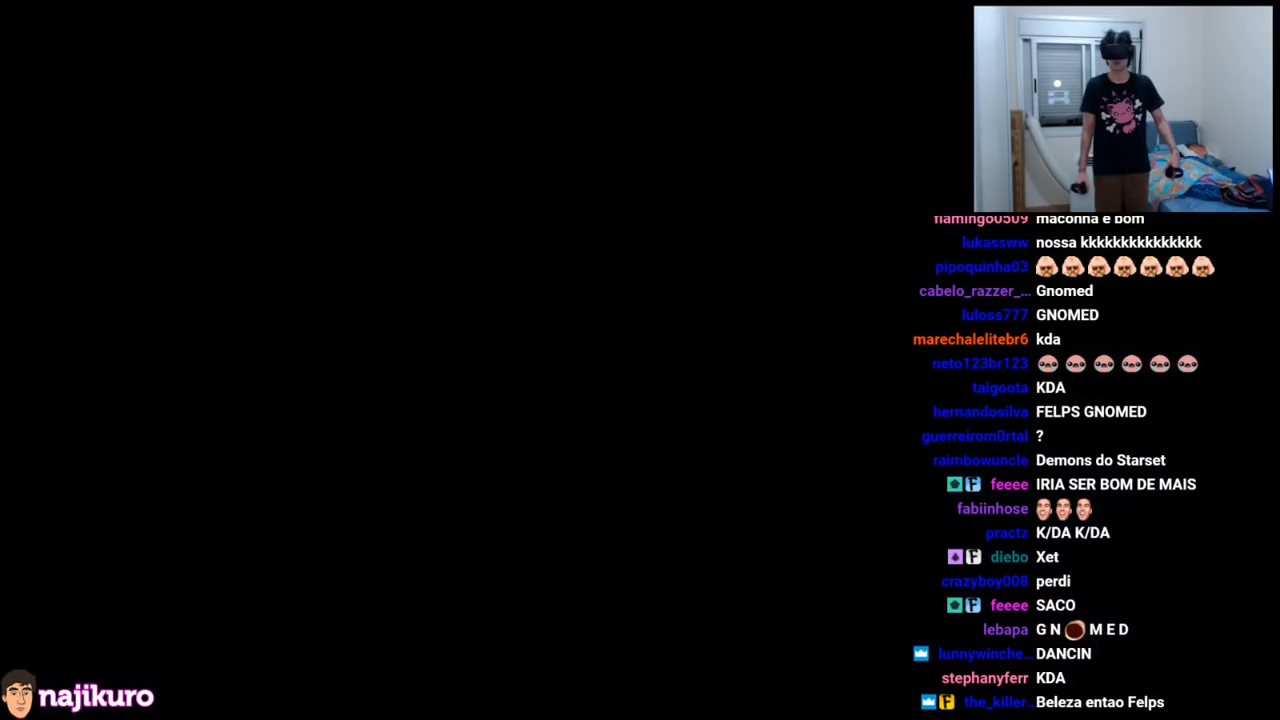 flamingo0509 maconha é bom
lukassww nossa kkkkkkkkkkkkkkk
pipoquinha03
cabelo_razzer_... Gnomed
luloss777 GNOMED
marechalelitebr6 kda
neto123br123
taigoota KDA
hernandosilva FELPS GNOMED
guerreirom0rtal ?
raimbowuncle Demons do Starset
feeee IRIA SER BOM DE MAIS
fabiinhose
practz K/DA K/DA
diebo Xet
crazyboy008 perdi
feeee SACO
lebapa G N M E D
lunnywinche... DANCIN
stephanyferr KDA
the_killer... Beleza entao Felps
najikuro